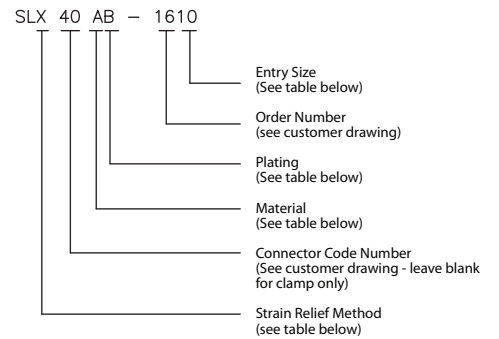 SLX 40 AB - 1610
Entry Size
(See table below)
Order Number
(see customer drawing)
Plating
(See table below)
Material
(See table below)
Connector Code Number
(See customer drawing - leave blank
for clamp only)
Strain Relief Method
(see table below)